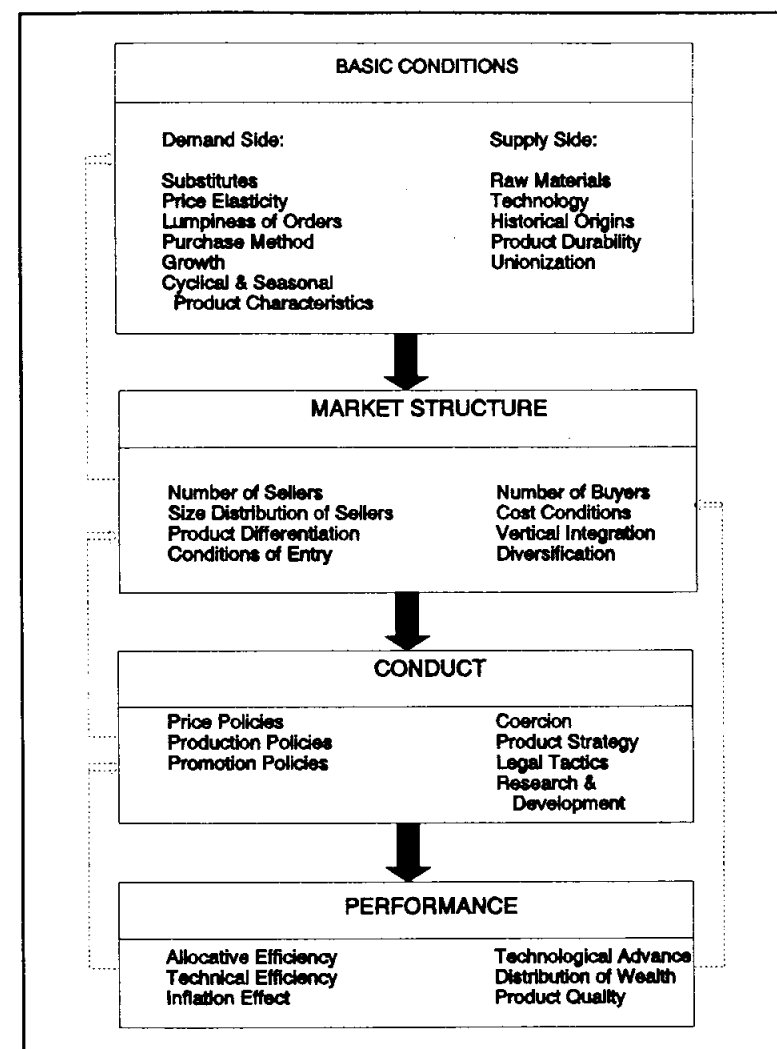 BASIC CONDITIONS
Demand Side:
Substitutes
Price Elasticity
Lumpiness of Orders
Purchase Method
Growth
Cyclical & Seasonal
Product Characteristics
Supply Side:
Raw Materials
Technology
Historical Origins
Product Durability
Unionization
MARKET STRUCTURE
Number of Sellers
Size Distribution of Sellers
Product Differentiation
Conditions of Entry
Number of Buyers
Cost Conditions
Vertical Integration
Diversification
CONDUCT
Price Policies
Production Policies
Promotion Policies
Coercion
Product Strategy
Legal Tactics
Research &
Development
PERFORMANCE
Allocative Efficiency
Technical Efficiency
Inflation Effect
Technological Advance
Distribution of Wealth
Product Quality